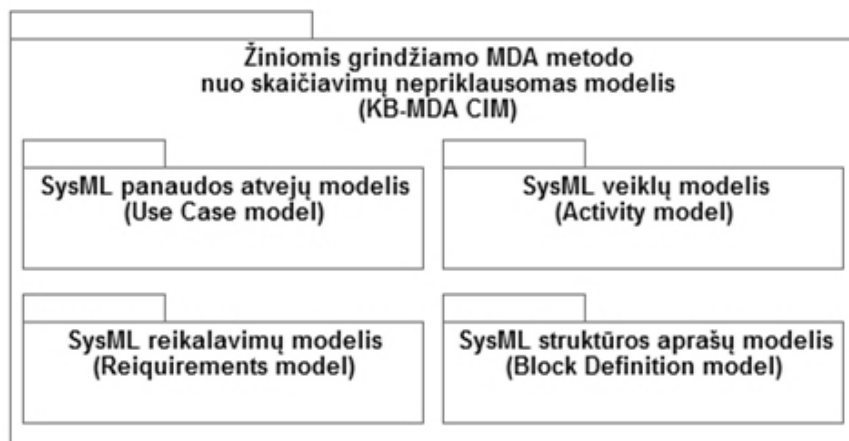 Žiniomis grindžiamo MDA metodo
nuo skaičiavimų nepriklausomas modelis
(KB-MDA CIM)
SysML panaudos atvejų modelis
(Use Case model)
SysML veiklų modelis
(Activity model)
SysML reikalavimų modelis
(Reiquirements model)
SysML struktūros aprašų modelis
(Block Definition model)